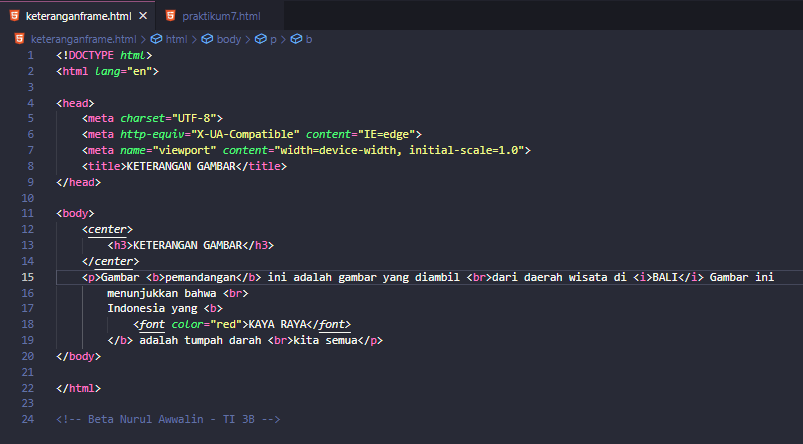 keteranganframe.html × praktikum7.html
keteranganframe.html > html > body > p > b
1 <!DOCTYPE html>
2 <html lang="en">
3
4 <head>
5 <meta charset="UTF-8">
6 <meta http-equiv="X-UA-Compatible" content="IE=edge">
7 <meta name="viewport" content="width=device-width, initial-scale=1.0">
8 <title>KETERANGAN GAMBAR</title>
9 </head>
10
11 <body>
12 <center>
13 <h3>KETERANGAN GAMBAR</h3>
14 </center>
15 <p>Gambar <b>pemandangan</b> ini adalah gambar yang diambil <br>dari daerah wisata di <i>BALI</i> Gambar ini
16 menunjukkan bahwa <br>
17 Indonesia yang <b>
18 <font color="red">KAYA RAYA</font>
19 </b> adalah tumpah darah <br>kita semua</p>
20 </body>
21
22 </html>
23
24 <!-- Beta Nurul Awwalin - TI 3B -->